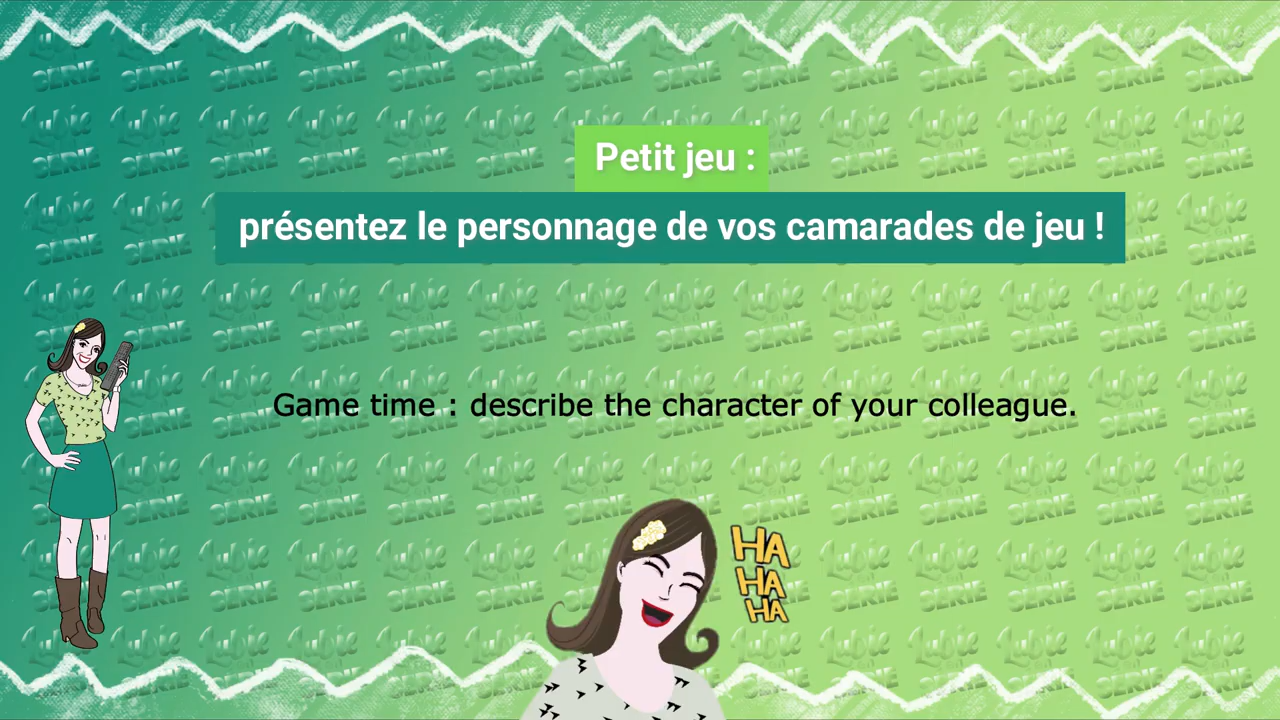 Petit jeu :
présentez le personnage de vos camarades de jeu !
Game time : describe the character of your colleague.
HA
HA
HA